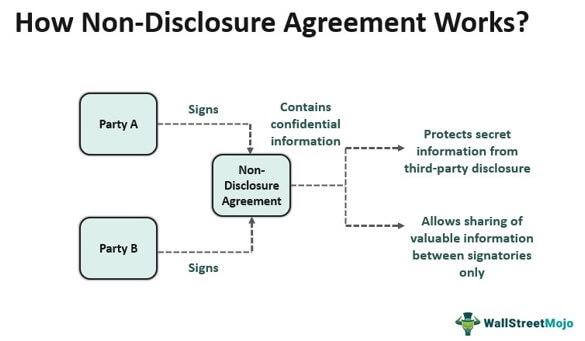 How Non-Disclosure Agreement Works?
Party A
Signs
Contains
confidential
information
Non-
Disclosure
Agreement
Protects secret
information from
third-party disclosure
Party B
Signs
Allows sharing of
valuable information
between signatories
only
WallStreetMojo